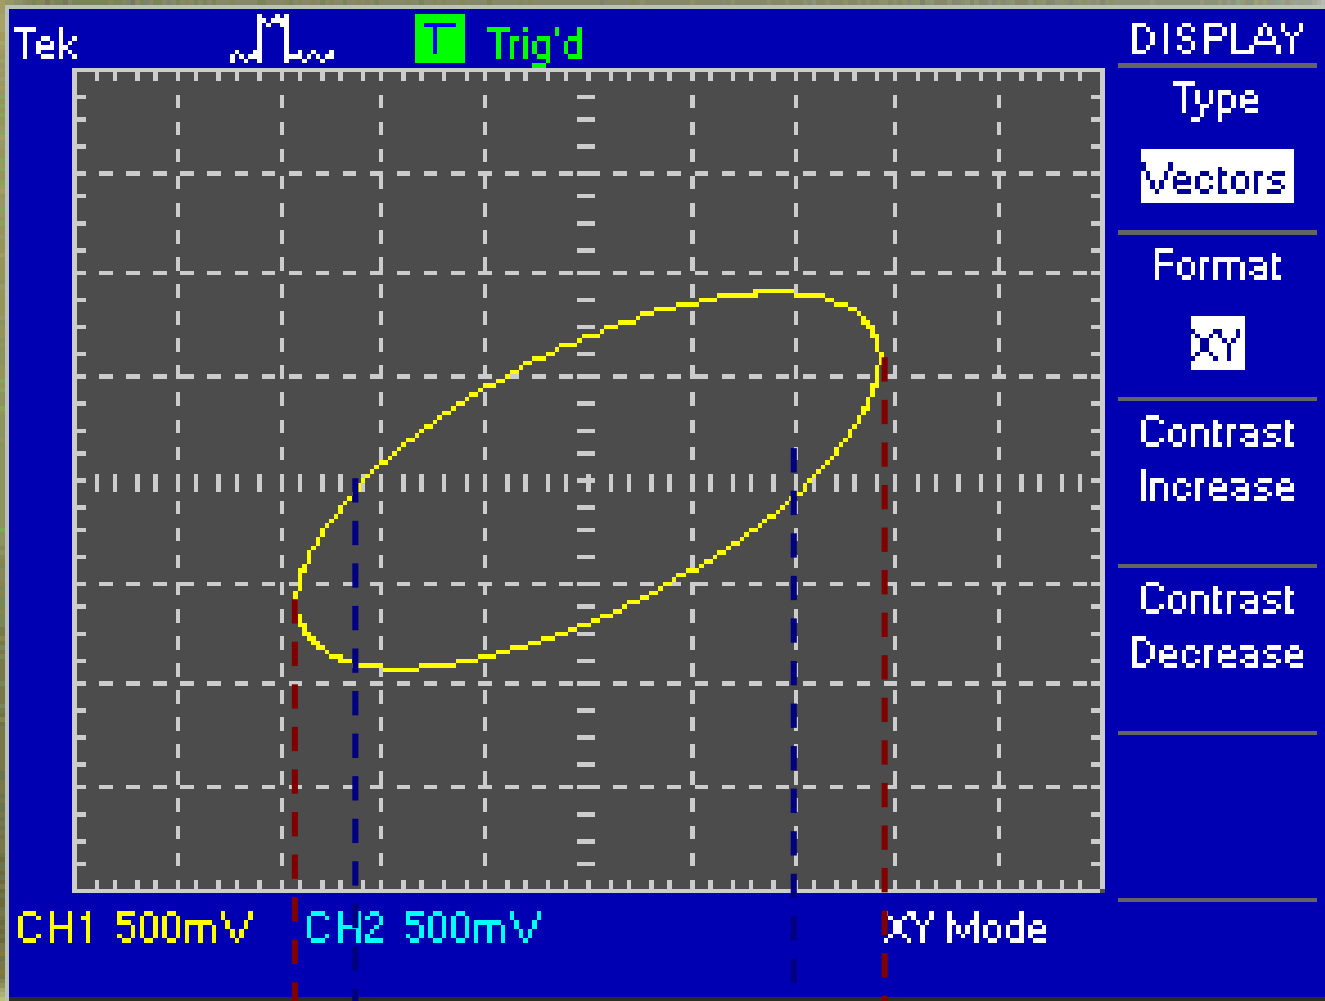 Tek T Trig'd DISPLAY
Type
Vectors
Format
XY
Contrast
Increase
Contrast
Decrease
CH1 500mV CH2 500mV XY Mode